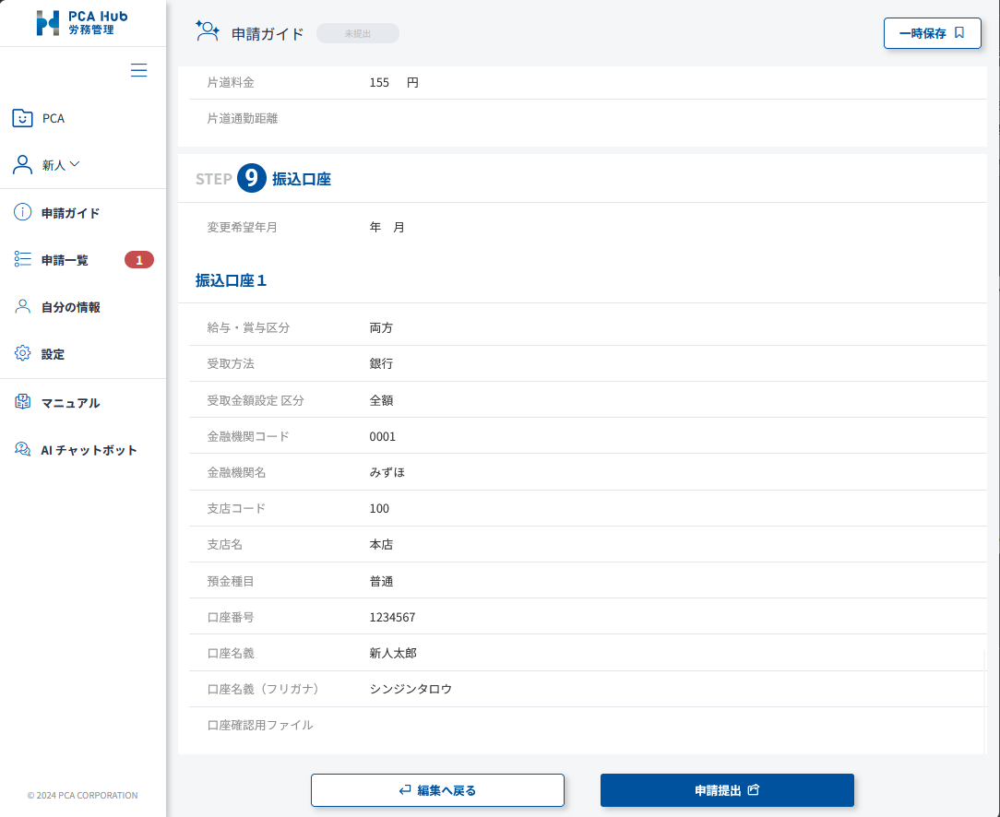 PCA Hub
労務管理
PCA
新人
申請ガイド
申請一覧 1
自分の情報
設定
マニュアル
AI チャットボット
© 2024 PCA CORPORATION
申請ガイド 未提出
一時保存
片道料金 155 円
片道通勤距離
STEP 9 振込口座
変更希望年月 年 月
振込口座１
給与・賞与区分 両方
受取方法 銀行
受取金額設定 区分 全額
金融機関コード 0001
金融機関名 みずほ
支店コード 100
支店名 本店
預金種目 普通
口座番号 1234567
口座名義 新人太郎
口座名義（フリガナ） シンジンタロウ
口座確認用ファイル
編集へ戻る
申請提出